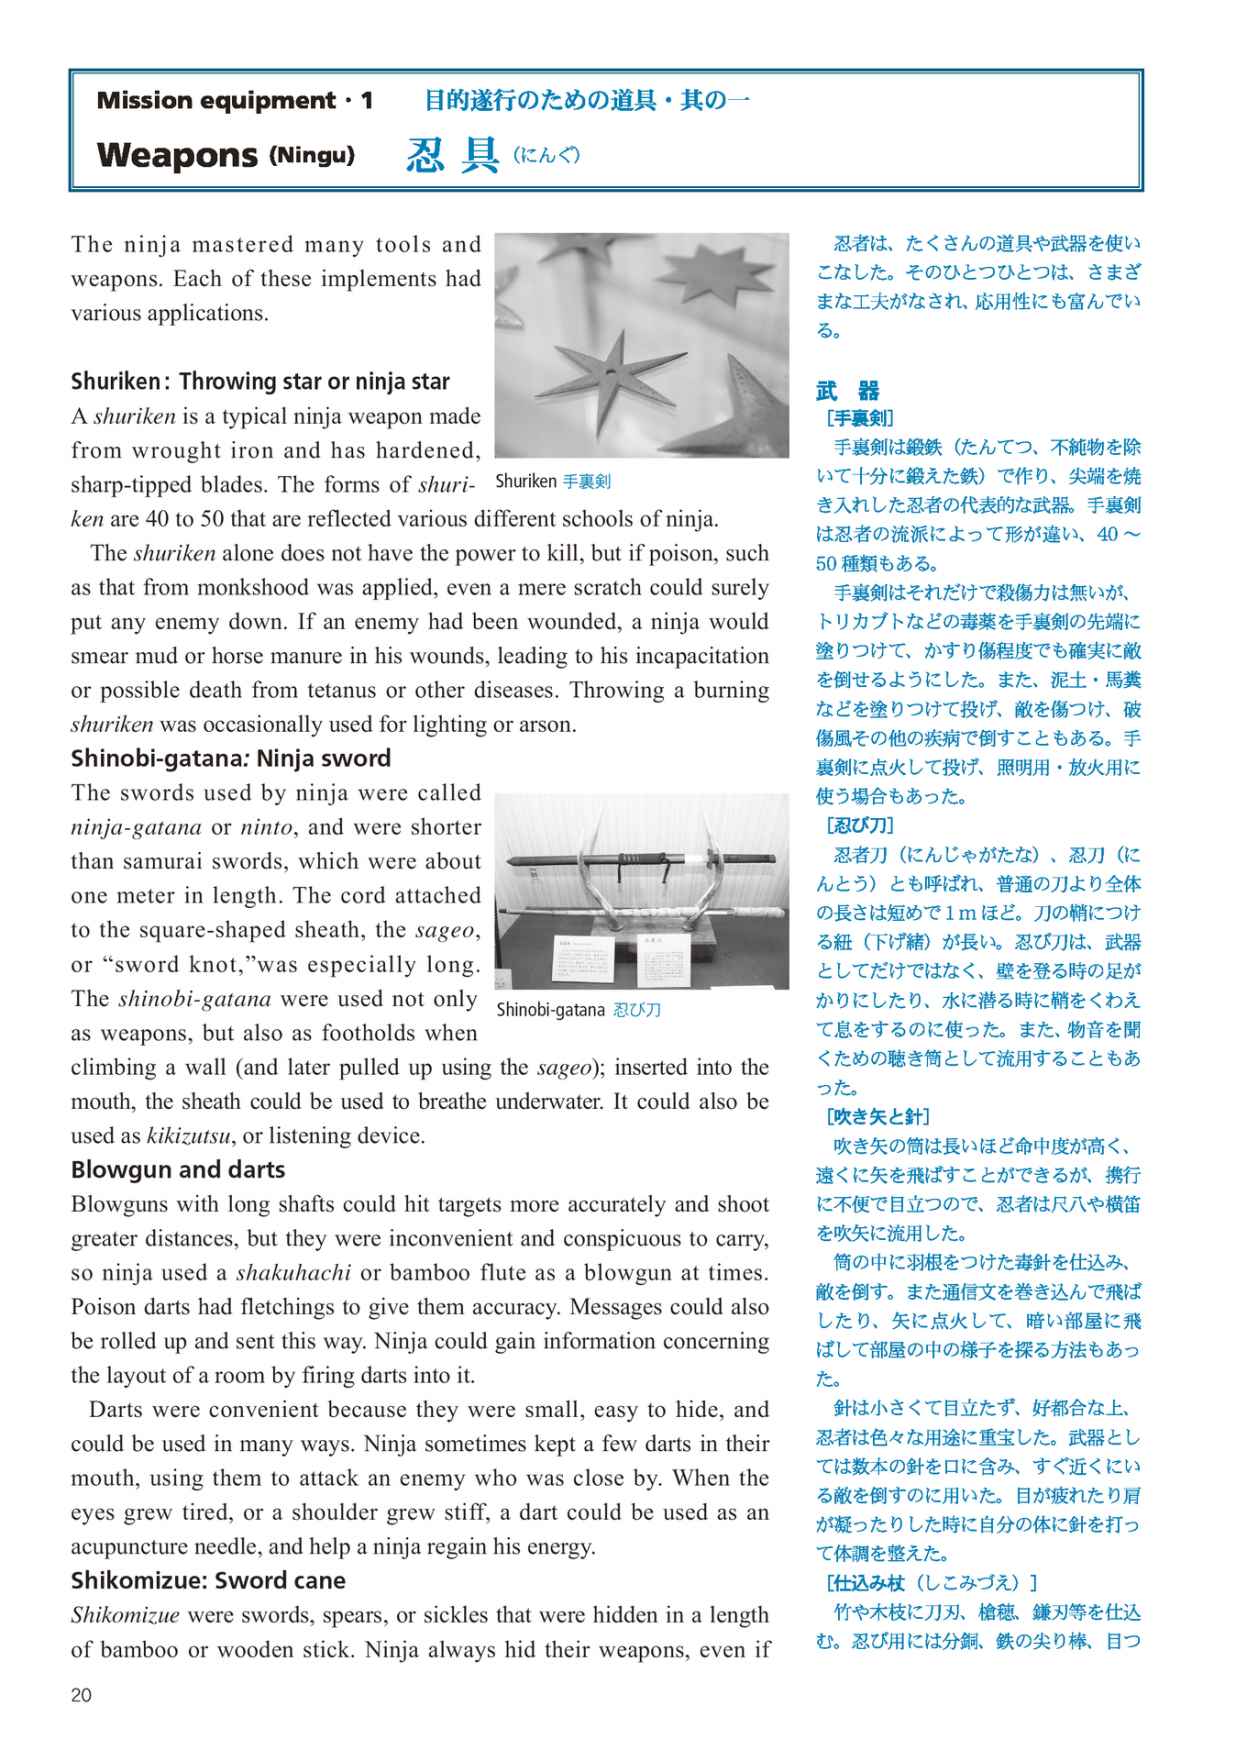 Mission equipment・1 目的遂行のための道具・其の一
Weapons (Ningu) 忍 具 (にんぐ)
The ninja mastered many tools and
weapons. Each of these implements had
various applications.
Shuriken: Throwing star or ninja star
A shuriken is a typical ninja weapon made
from wrought iron and has hardened,
sharp-tipped blades. The forms of shuri-
ken are 40 to 50 that are reflected various different schools of ninja.
The shuriken alone does not have the power to kill, but if poison, such
as that from monkshood was applied, even a mere scratch could surely
put any enemy down. If an enemy had been wounded, a ninja would
smear mud or horse manure in his wounds, leading to his incapacitation
or possible death from tetanus or other diseases. Throwing a burning
shuriken was occasionally used for lighting or arson.
Shuriken 手裏剣
Shinobi-gatana: Ninja sword
The swords used by ninja were called
ninja-gatana or ninto, and were shorter
than samurai swords, which were about
one meter in length. The cord attached
to the square-shaped sheath, the sageo,
or “sword knot,”was especially long.
The shinobi-gatana were used not only
as weapons, but also as footholds when
climbing a wall (and later pulled up using the sageo); inserted into the
mouth, the sheath could be used to breathe underwater. It could also be
used as kikizutsu, or listening device.
Shinobi-gatana 忍び刀
Blowgun and darts
Blowguns with long shafts could hit targets more accurately and shoot
greater distances, but they were inconvenient and conspicuous to carry,
so ninja used a shakuhachi or bamboo flute as a blowgun at times.
Poison darts had fletchings to give them accuracy. Messages could also
be rolled up and sent this way. Ninja could gain information concerning
the layout of a room by firing darts into it.
Darts were convenient because they were small, easy to hide, and
could be used in many ways. Ninja sometimes kept a few darts in their
mouth, using them to attack an enemy who was close by. When the
eyes grew tired, or a shoulder grew stiff, a dart could be used as an
acupuncture needle, and help a ninja regain his energy.
Shikomizue: Sword cane
Shikomizue were swords, spears, or sickles that were hidden in a length
of bamboo or wooden stick. Ninja always hid their weapons, even if
忍者は、たくさんの道具や武器を使い
こなした。そのひとつひとつは、さまざ
まな工夫がなされ、応用性にも富んでい
る。
武 器
［手裏剣］
手裏剣は鍛鉄（たんてつ、不純物を除
いて十分に鍛えた鉄）で作り、尖端を焼
き入れした忍者の代表的な武器。手裏剣
は忍者の流派によって形が違い、40～
50種類もある。
手裏剣はそれだけで殺傷力は無いが、
トリカブトなどの毒薬を手裏剣の先端に
塗りつけて、かすり傷程度でも確実に敵
を倒せるようにした。また、泥土・馬糞
などを塗りつけて投げ、敵を傷つけ、破
傷風その他の疾病で倒すこともある。手
裏剣に点火して投げ、照明用・放火用に
使う場合もあった。
［忍び刀］
忍者刀（にんじゃがたな）、忍刀（に
んとう）とも呼ばれ、普通の刀より全体
の長さは短めで1mほど。刀の鞘につけ
る紐（下げ緒）が長い。忍び刀は、武器
としてだけではなく、壁を登る時の足が
かりにしたり、水に潜る時に鞘をくわえ
て息をするのに使った。また、物音を聞
くための聴き筒として流用することもあ
った。
［吹き矢と針］
吹き矢の筒は長いほど命中度が高く、
遠くに矢を飛ばすことができるが、携行
に不便で目立つので、忍者は尺八や横笛
を吹矢に流用した。
筒の中に羽根をつけた毒針を仕込み、
敵を倒す。また通信文を巻き込んで飛ば
したり、矢に点火して、暗い部屋に飛
ばして部屋の中の様子を探る方法もあっ
た。
針は小さくて目立たず、好都合な上、
忍者は色々な用途に重宝した。武器とし
ては数本の針を口に含み、すぐ近くにい
る敵を倒すのに用いた。目が疲れたり肩
が凝ったりした時に自分の体に針を打っ
て体調を整えた。
［仕込み杖（しこみづえ）］
竹や木枝に刀刃、槍穂、鎌刃等を仕込
む。忍び用には分銅、鉄の尖り棒、目つ
20